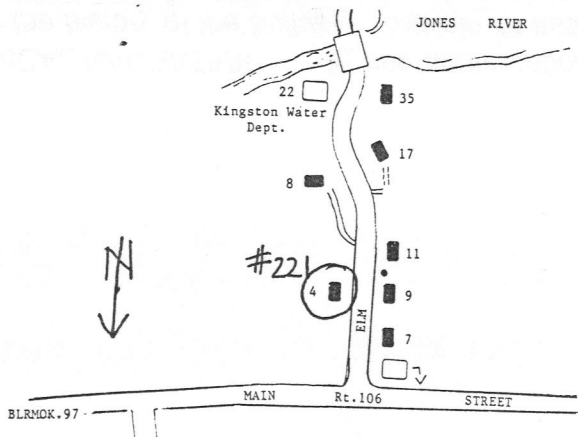 JONES RIVER
22
35
Kingston Water
Dept.
17
8
N
11
#221
4
9
ELM
7
MAIN Rt.106 STREET
BLRMOK.97